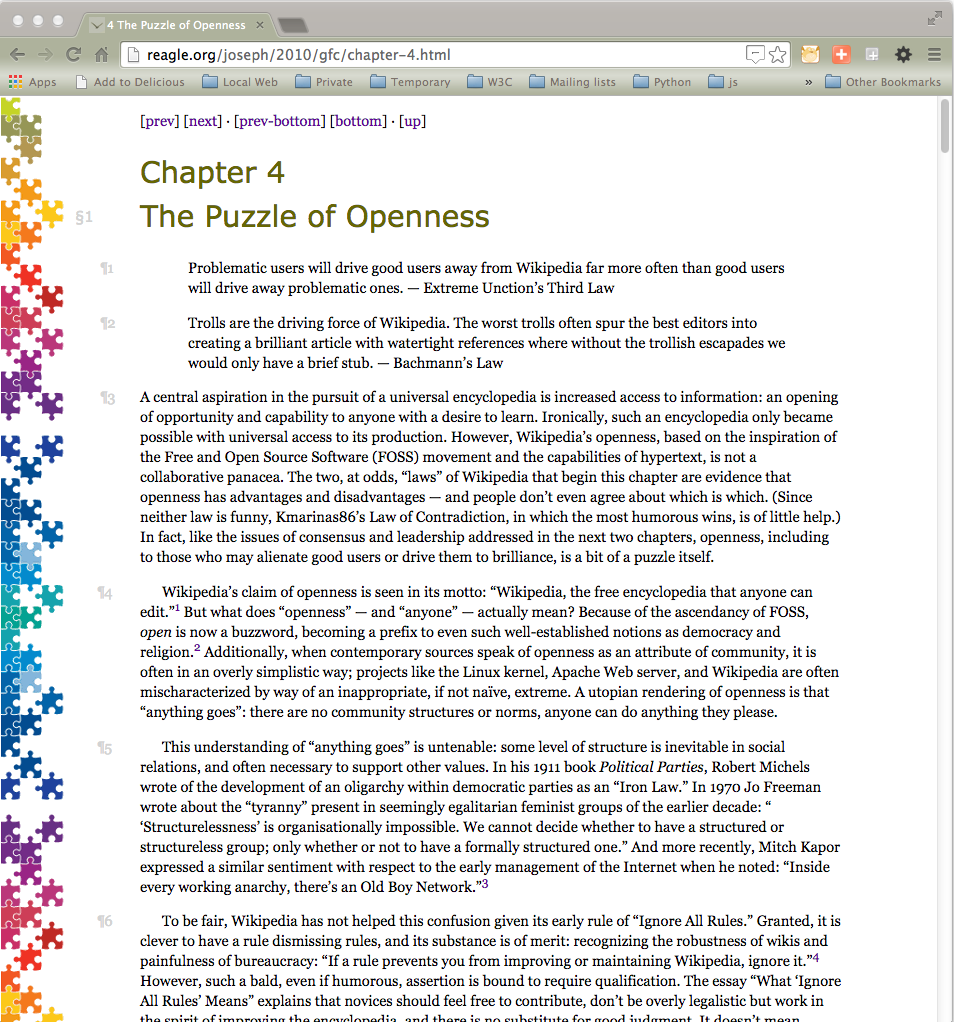 4 The Puzzle of Openness
reagle.org/joseph/2010/gfc/chapter-4.html
Apps Add to Delicious Local Web Private Temporary W3C Mailing lists Python js » Other Bookmarks
[prev] [next] · [prev-bottom] [bottom] · [up]
Chapter 4
§1 The Puzzle of Openness
¶1 Problematic users will drive good users away from Wikipedia far more often than good users
will drive away problematic ones. — Extreme Unction’s Third Law
¶2 Trolls are the driving force of Wikipedia. The worst trolls often spur the best editors into
creating a brilliant article with watertight references where without the trollish escapades we
would only have a brief stub. — Bachmann’s Law
¶3 A central aspiration in the pursuit of a universal encyclopedia is increased access to information: an opening
of opportunity and capability to anyone with a desire to learn. Ironically, such an encyclopedia only became
possible with universal access to its production. However, Wikipedia’s openness, based on the inspiration of
the Free and Open Source Software (FOSS) movement and the capabilities of hypertext, is not a
collaborative panacea. The two, at odds, “laws” of Wikipedia that begin this chapter are evidence that
openness has advantages and disadvantages — and people don’t even agree about which is which. (Since
neither law is funny, Kmarinas86’s Law of Contradiction, in which the most humorous wins, is of little help.)
In fact, like the issues of consensus and leadership addressed in the next two chapters, openness, including
to those who may alienate good users or drive them to brilliance, is a bit of a puzzle itself.
¶4 Wikipedia’s claim of openness is seen in its motto: “Wikipedia, the free encyclopedia that anyone can
edit.”1 But what does “openness” — and “anyone” — actually mean? Because of the ascendancy of FOSS,
open is now a buzzword, becoming a prefix to even such well-established notions as democracy and
religion.2 Additionally, when contemporary sources speak of openness as an attribute of community, it is
often in an overly simplistic way; projects like the Linux kernel, Apache Web server, and Wikipedia are often
mischaracterized by way of an inappropriate, if not naïve, extreme. A utopian rendering of openness is that
“anything goes”: there are no community structures or norms, anyone can do anything they please.
¶5 This understanding of “anything goes” is untenable: some level of structure is inevitable in social
relations, and often necessary to support other values. In his 1911 book Political Parties, Robert Michels
wrote of the development of an oligarchy within democratic parties as an “Iron Law.” In 1970 Jo Freeman
wrote about the “tyranny” present in seemingly egalitarian feminist groups of the earlier decade: “
‘Structurelessness’ is organisationally impossible. We cannot decide whether to have a structured or
structureless group; only whether or not to have a formally structured one.” And more recently, Mitch Kapor
expressed a similar sentiment with respect to the early management of the Internet when he noted: “Inside
every working anarchy, there’s an Old Boy Network.”3
¶6 To be fair, Wikipedia has not helped this confusion given its early rule of “Ignore All Rules.” Granted, it is
clever to have a rule dismissing rules, and its substance is of merit: recognizing the robustness of wikis and
painfulness of bureaucracy: “If a rule prevents you from improving or maintaining Wikipedia, ignore it.”4
However, such a bald, even if humorous, assertion is bound to require qualification. The essay “What ‘Ignore
All Rules’ Means” explains that novices should feel free to contribute, don’t be overly legalistic but work in
the spirit of improving the encyclopedia, and there is no substitute for good judgment. It doesn’t mean